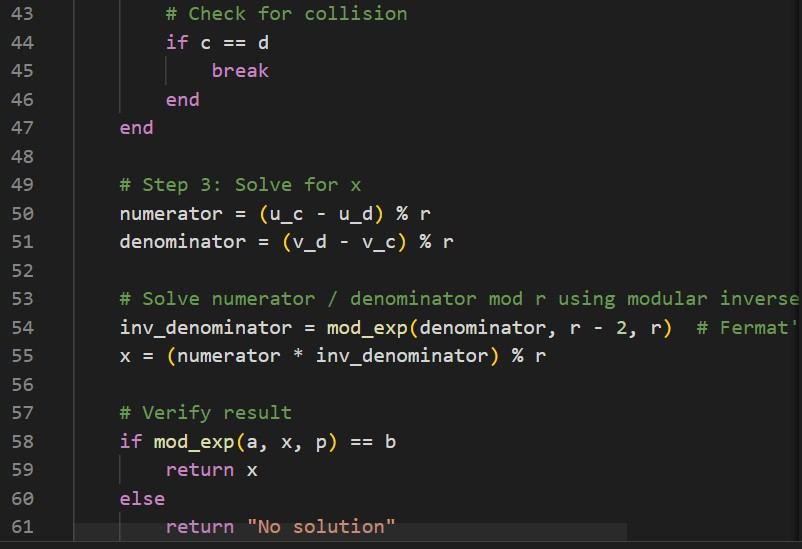 43 # Check for collision
44 if c == d
45 break
46 end
47 end
48
49 # Step 3: Solve for x
50 numerator = (u_c - u_d) % r
51 denominator = (v_d - v_c) % r
52
53 # Solve numerator / denominator mod r using modular inverse
54 inv_denominator = mod_exp(denominator, r - 2, r)  # Fermat'
55 x = (numerator * inv_denominator) % r
56
57 # Verify result
58 if mod_exp(a, x, p) == b
59 return x
60 else
61 return "No solution"